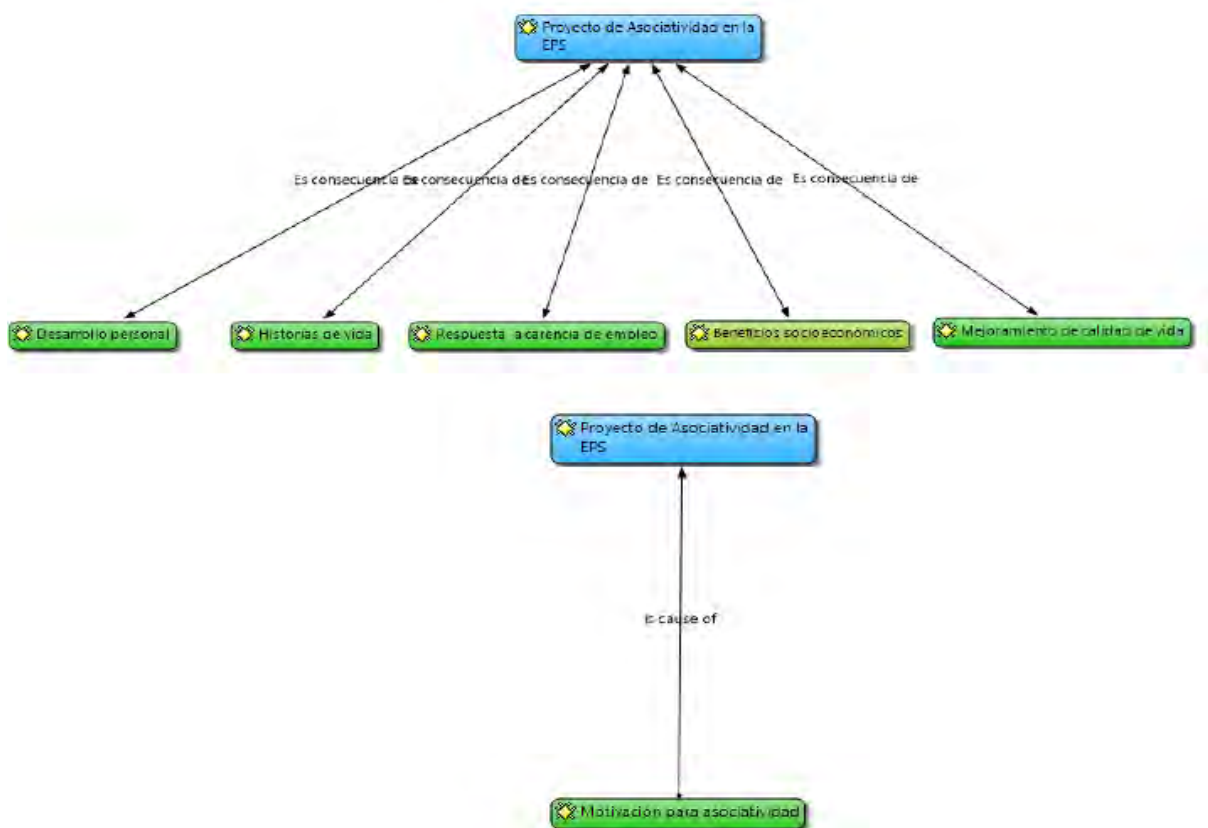 Proyecto de Asociatividad en la
EPS
Es consecuencia de
Es consecuencia de
Es consecuencia de
Es consecuencia de
Es consecuencia de
Desarrollo personal
Historias de vida
Respuesta a carencia de empleo
Beneficios socioeconómicos
Mejoramiento de calidad de vida
Proyecto de Asociatividad en la
EPS
is cause of
Motivación para asociatividad